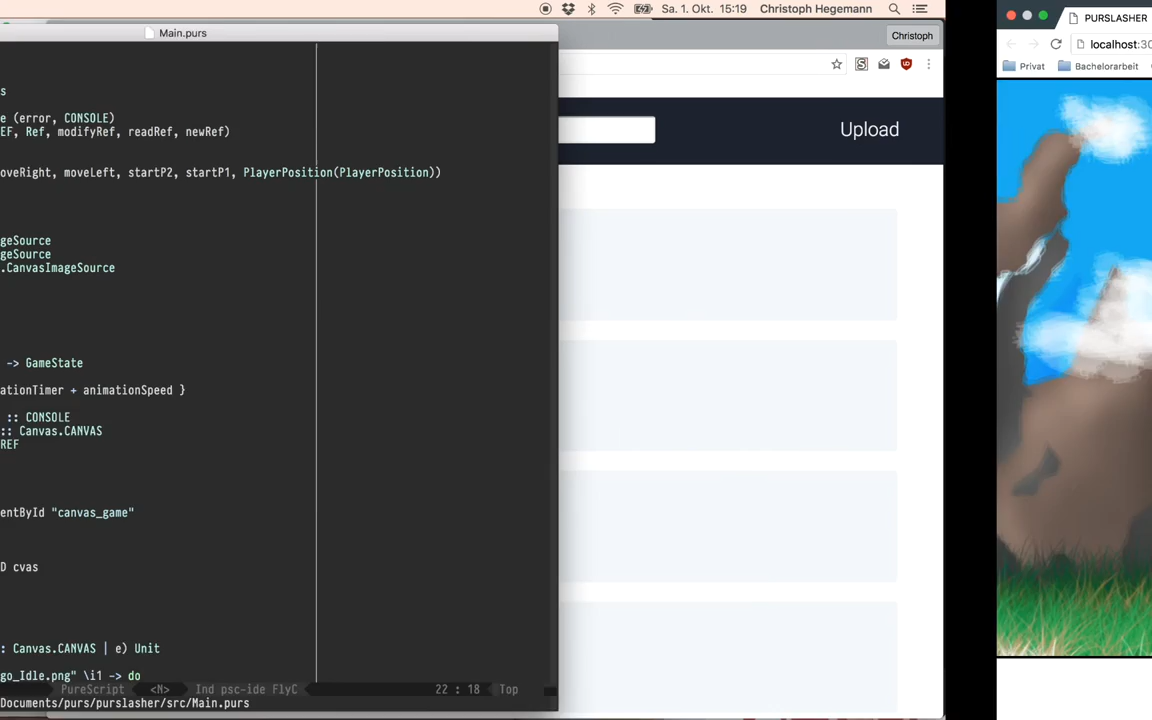 Sa. 1. Okt. 15:19 Christoph Hegemann
Main.purs
Christoph
PURSLASHER
localhost:30
Privat
Bachelorarbeit
Upload
s
e (error, CONSOLE)
EF, Ref, modifyRef, readRef, newRef)
oveRight, moveLeft, startP2, startP1, PlayerPosition(PlayerPosition))
geSource
geSource
.CanvasImageSource
-> GameState
ationTimer + animationSpeed }
:: CONSOLE
:: Canvas.CANVAS
REF
entById "canvas_game"
D cvas
: Canvas.CANVAS | e) Unit
go_Idle.png" \i1 -> do
PureScript <N> Ind psc-ide FlyC 22 : 18 Top
Documents/purs/purslasher/src/Main.purs